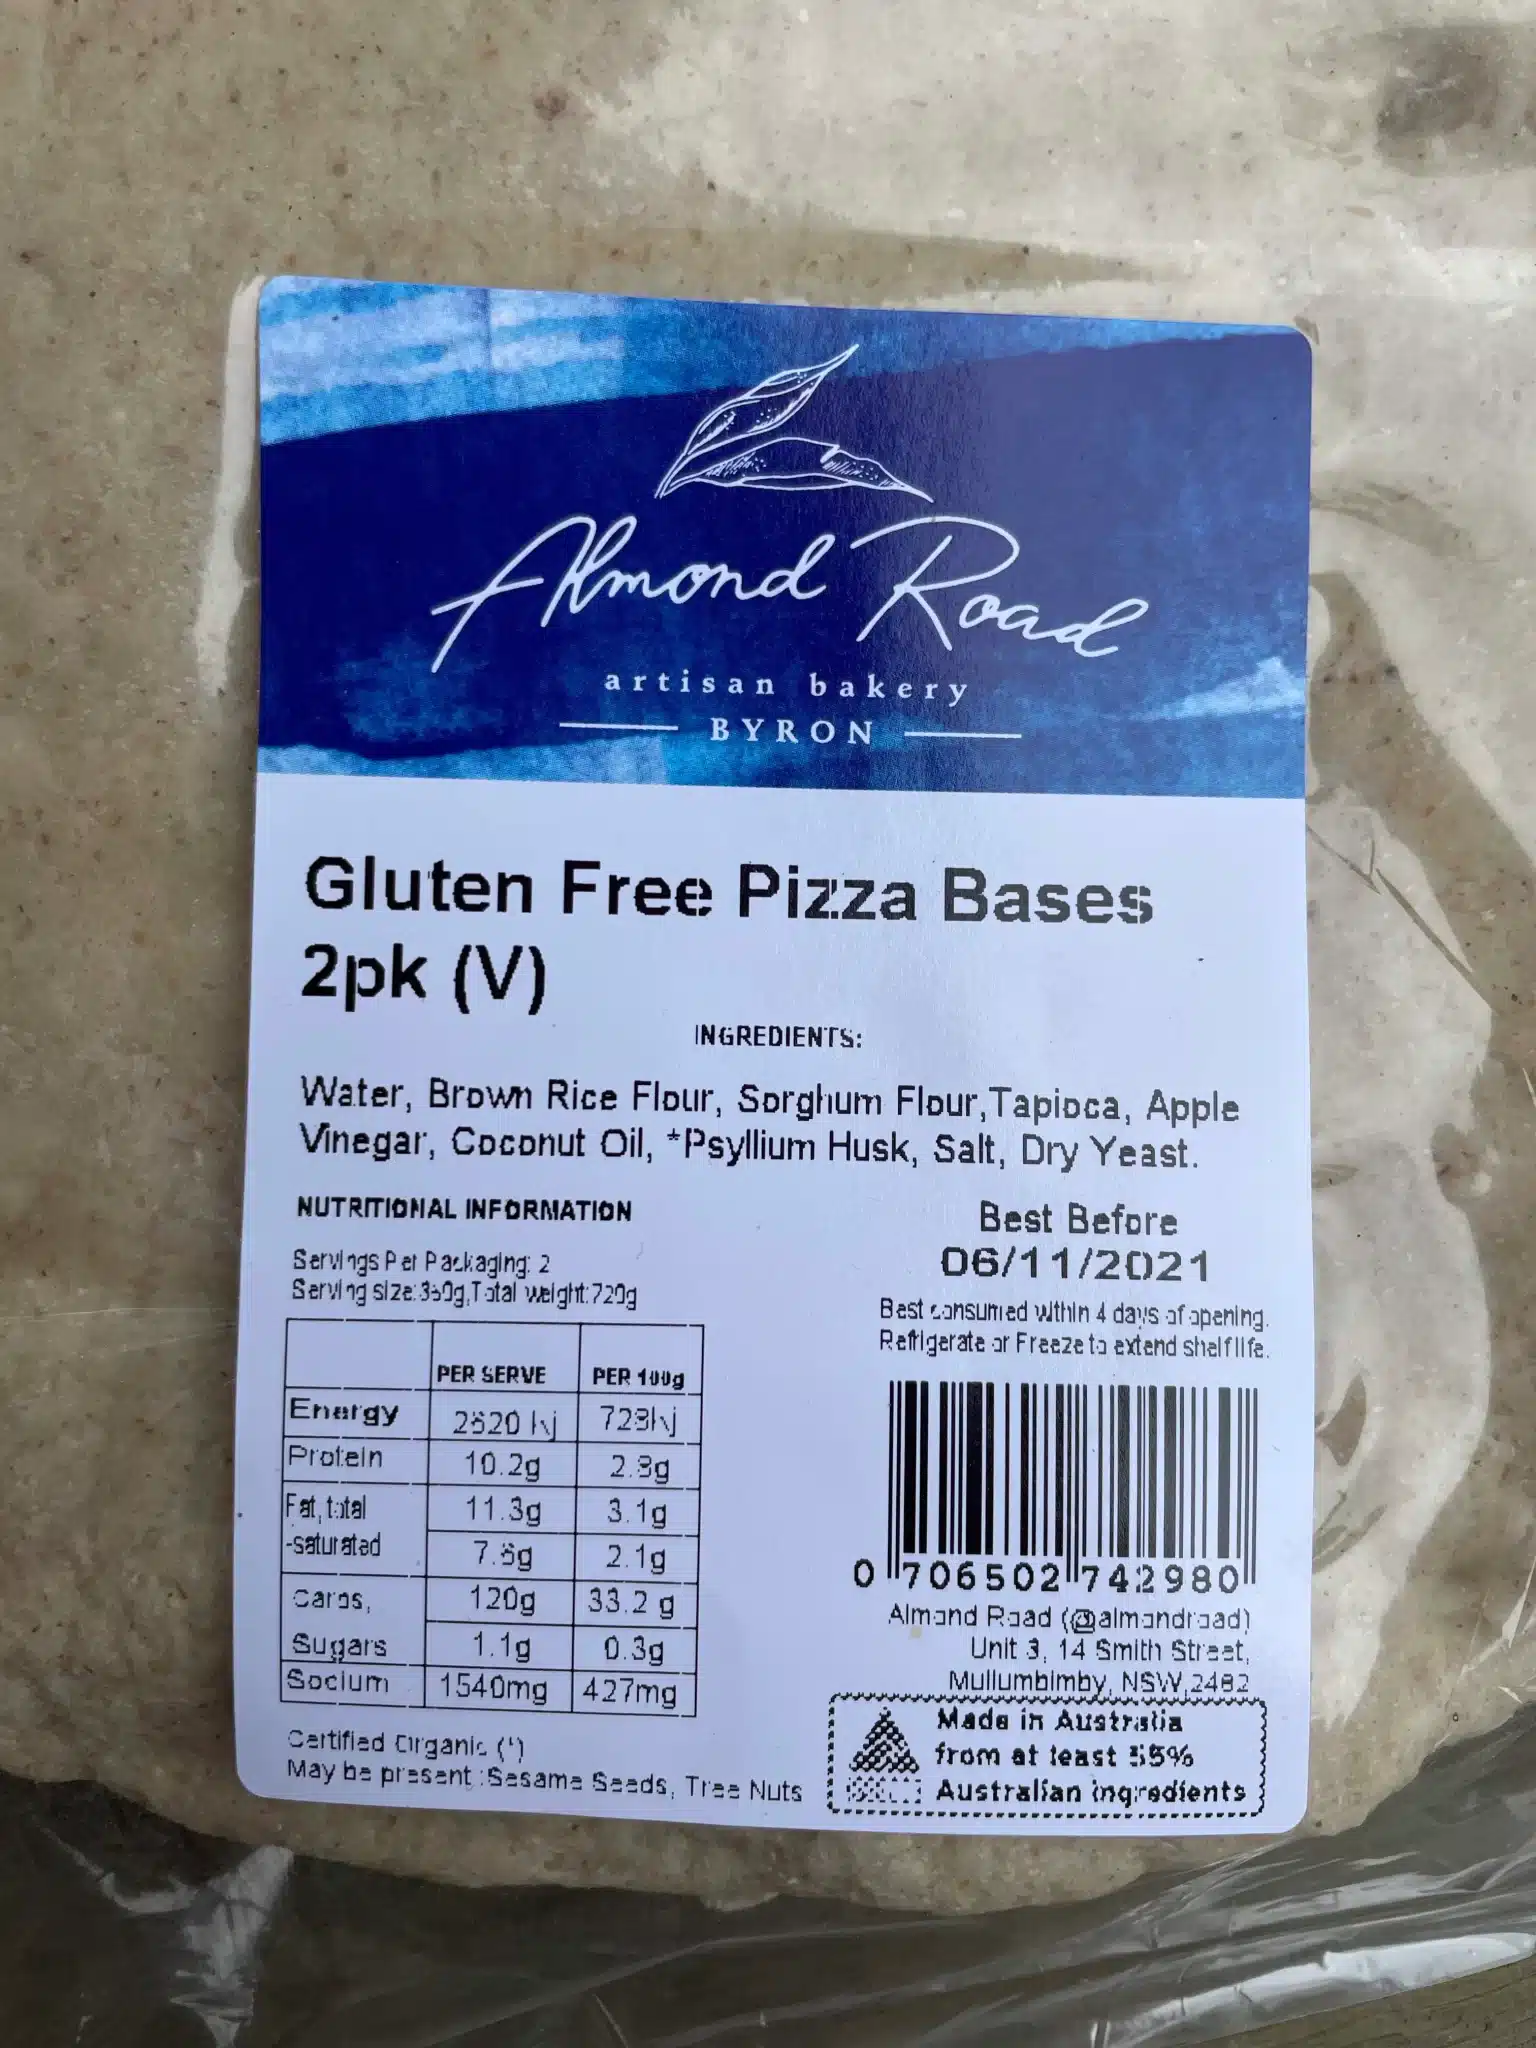 Almond Road
artisan bakery
BYRON
Gluten Free Pizza Bases
2pk (V)
INGREDIENTS:
Water, Brown Rice Flour, Sorghum Flour,Tapioca, Apple
Vinegar, Coconut Oil, *Psyllium Husk, Salt, Dry Yeast.
NUTRITIONAL INFORMATION
Servings Per Packaging: 2
Serving size: 360g,Total weight:720g
PER SERVE PER 100g
Energy 2620 kj 728kj
Protein 10.2g 2.8g
Fat, total 11.3g 3.1g
-saturated 2.1g
Carbs, 120g 33.2 g
Sugars 1.1g 0.3g
Sodium 1540mg 427mg
Certified Organic (*)
May be present :Sesame Seeds, Tree Nuts
Best Before
06/11/2021
Best consumed within 4 days of opening.
Refrigerate or Freeze to extend shelf life.
0 706502 742980
Almond Road (@almondroad)
Unit 3, 14 Smith Street,
Mullumbimby, NSW,2482
Made in Australia
from at least 55%
Australian ingredients